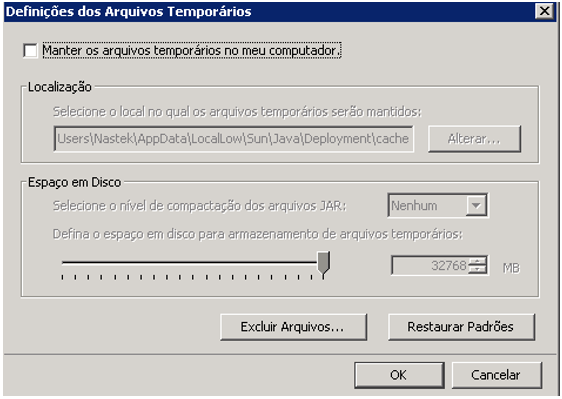 Definições dos Arquivos Temporários
Manter os arquivos temporários no meu computador.
Localização
Selecione o local no qual os arquivos temporários serão mantidos:
Users\Nastek\AppData\LocalLow\Sun\Java\Deployment\cache
Alterar...
Espaço em Disco
Selecione o nível de compactação dos arquivos JAR:
Nenhum
Defina o espaço em disco para armazenamento de arquivos temporários:
32768 MB
Excluir Arquivos...
Restaurar Padrões
OK
Cancelar